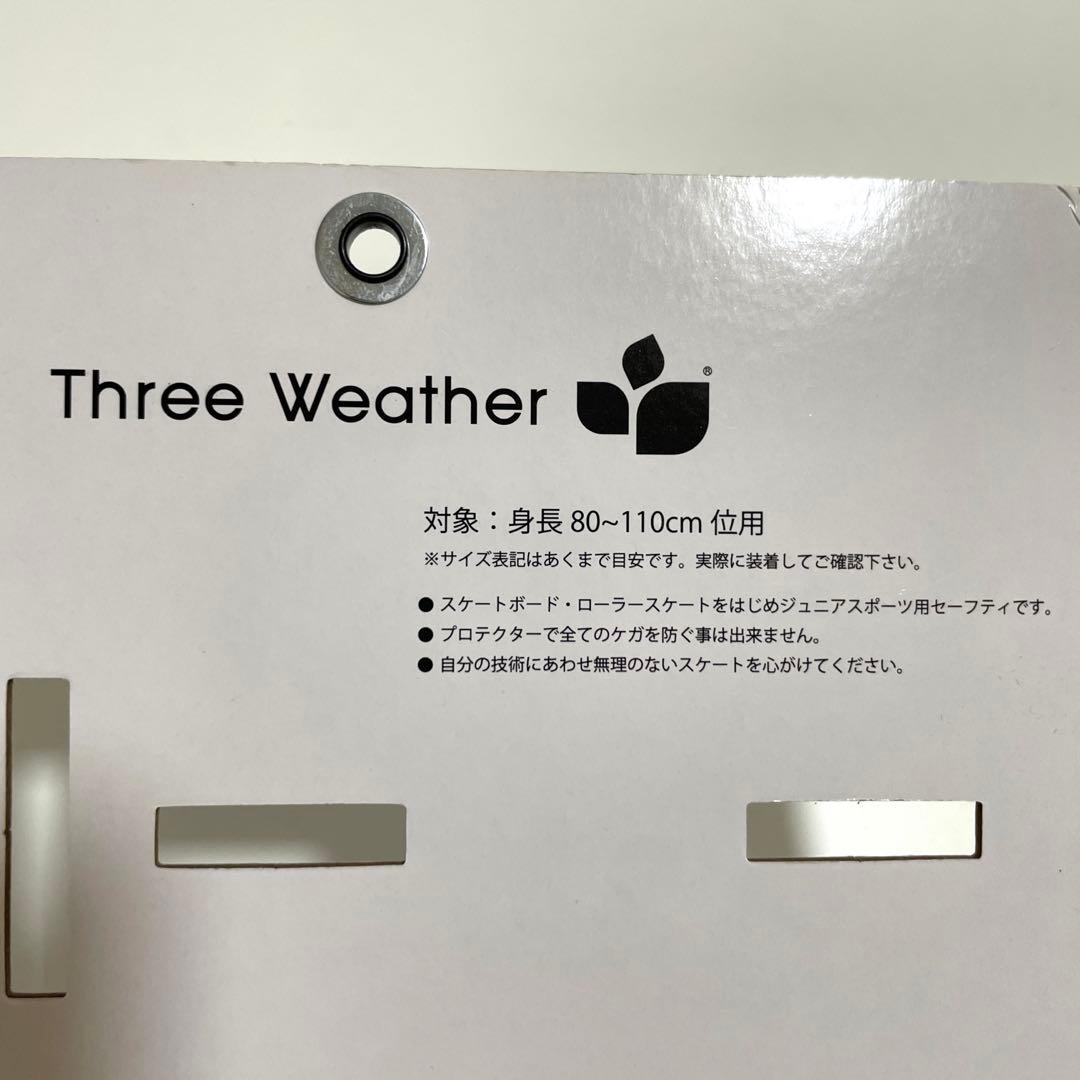 Three Weather ®
対象：身長 80~110cm 位用
※サイズ表記はあくまで目安です。実際に装着してご確認下さい。
● スケートボード・ローラースケートをはじめジュニアスポーツ用セーフティです。
● プロテクターで全てのケガを防ぐ事は出来ません。
● 自分の技術にあわせ無理のないスケートを心がけてください。